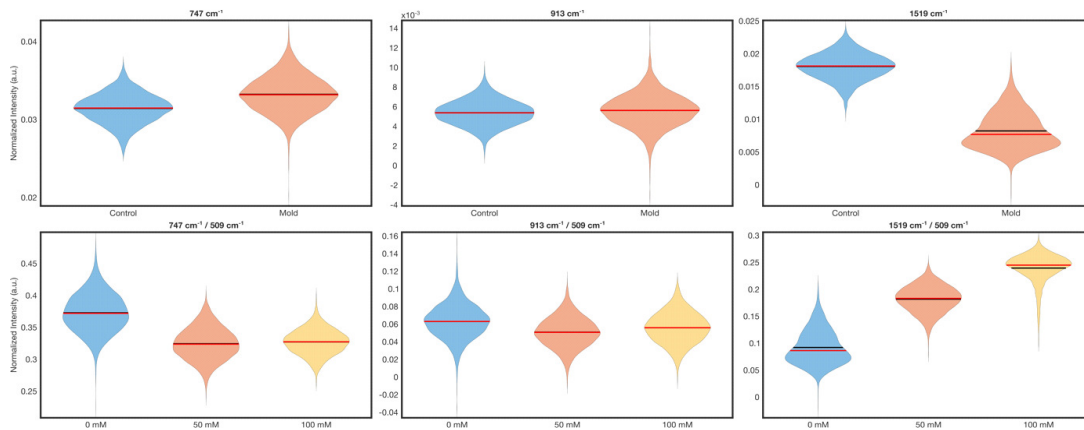 747 cm⁻¹
Normalized Intensity (a.u.)
0.04
0.03
0.02
Control
Mold
913 cm⁻¹
×10⁻³
14
12
10
8
6
4
2
0
-2
-4
Control
Mold
1519 cm⁻¹
0.025
0.02
0.015
0.01
0.005
0
Control
Mold
747 cm⁻¹ / 509 cm⁻¹
Normalized Intensity (a.u.)
0.45
0.4
0.35
0.3
0.25
0 mM
50 mM
100 mM
913 cm⁻¹ / 509 cm⁻¹
0.16
0.14
0.12
0.1
0.08
0.06
0.04
0.02
0
-0.02
-0.04
0 mM
50 mM
100 mM
1519 cm⁻¹ / 509 cm⁻¹
0.3
0.25
0.2
0.15
0.1
0.05
0
0 mM
50 mM
100 mM